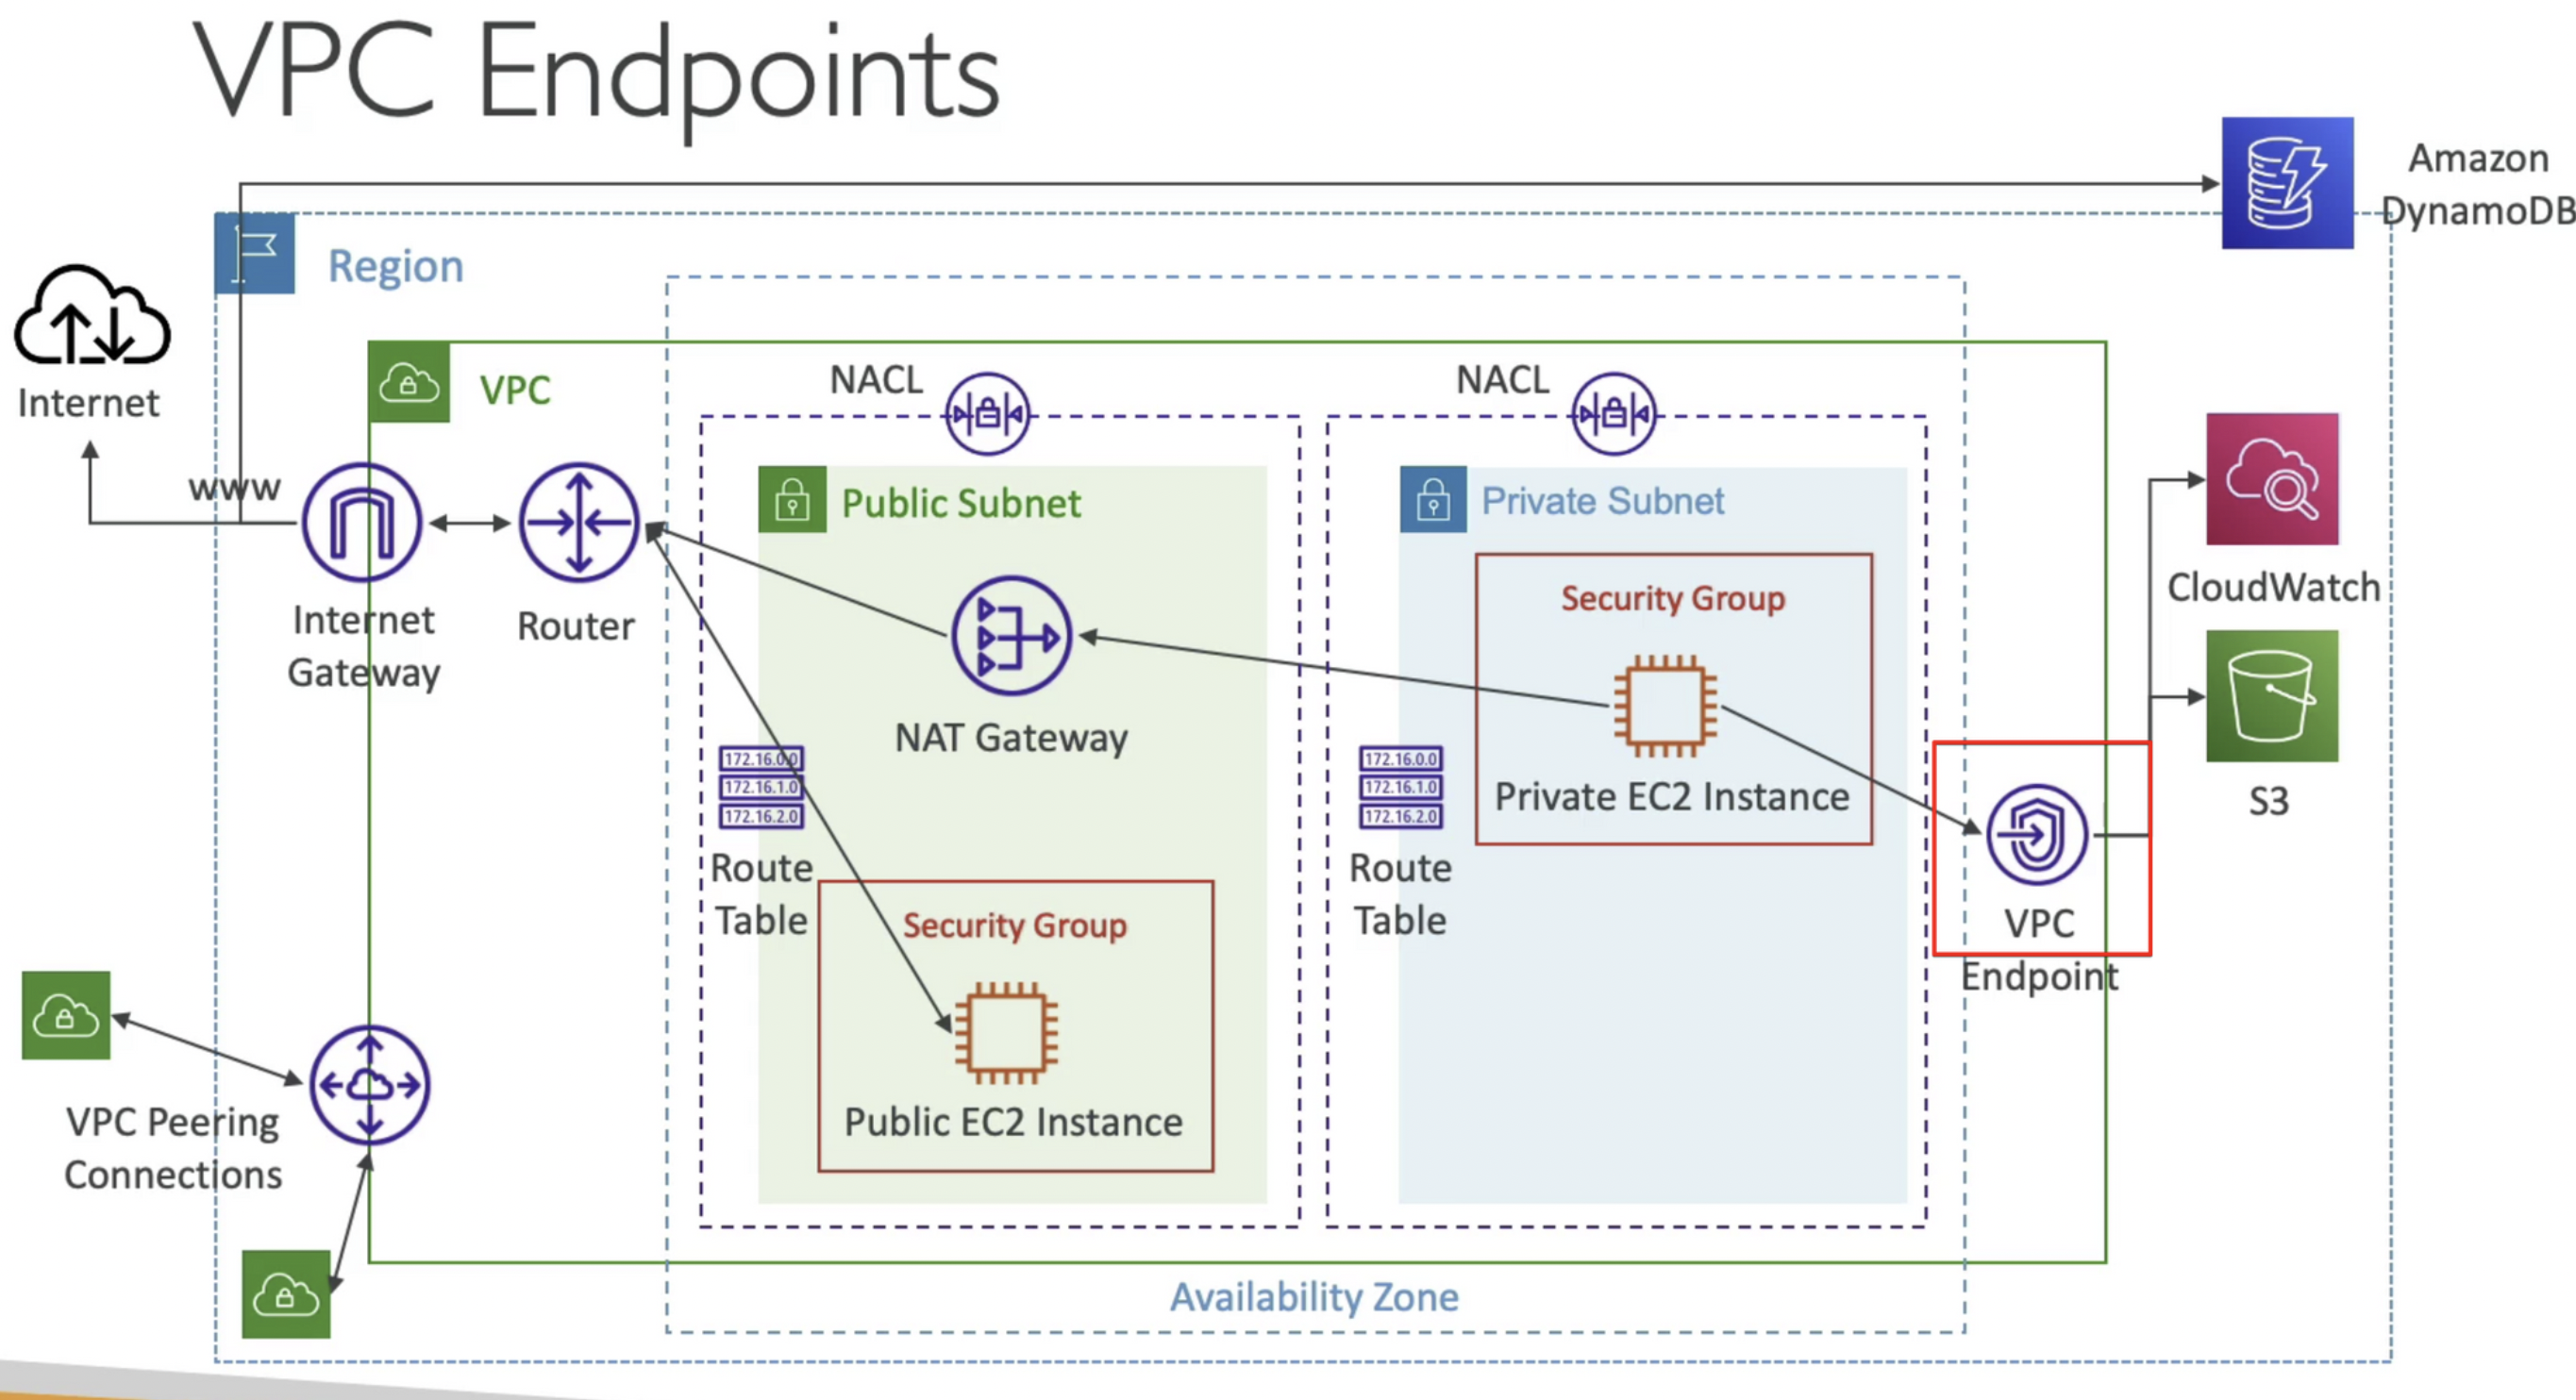 VPC Endpoints
Amazon
DynamoDB
Region
Internet
VPC
NACL
NACL
www
Public Subnet
Private Subnet
CloudWatch
Internet
Gateway
Router
Security Group
NAT Gateway
172.16.0.0
172.16.1.0
172.16.2.0
172.16.0.0
172.16.1.0
172.16.2.0
Private EC2 Instance
S3
Route
Table
Route
Table
Security Group
VPC
Endpoint
Public EC2 Instance
VPC Peering
Connections
Availability Zone